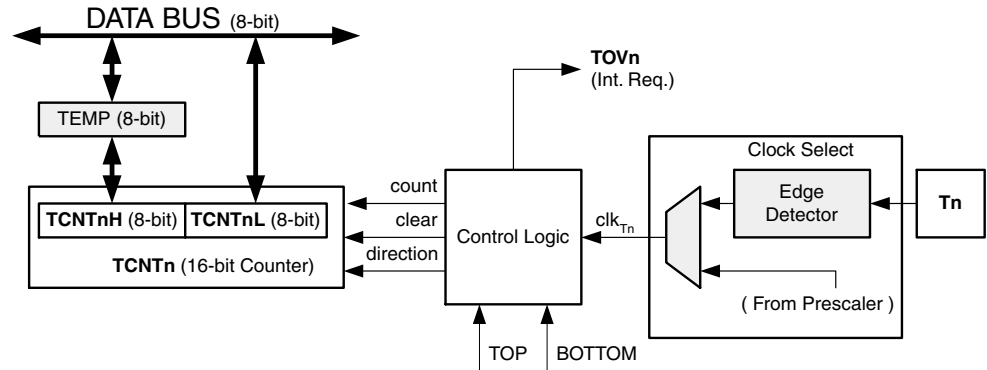 DATA BUS (8-bit)
TOVn
(Int. Req.)
TEMP (8-bit)
Clock Select
count
TCNTnH (8-bit) TCNTnL (8-bit)
Edge
Detector
Tn
clear
Control Logic
clkTn
TCNTn (16-bit Counter)
direction
( From Prescaler )
TOP
BOTTOM